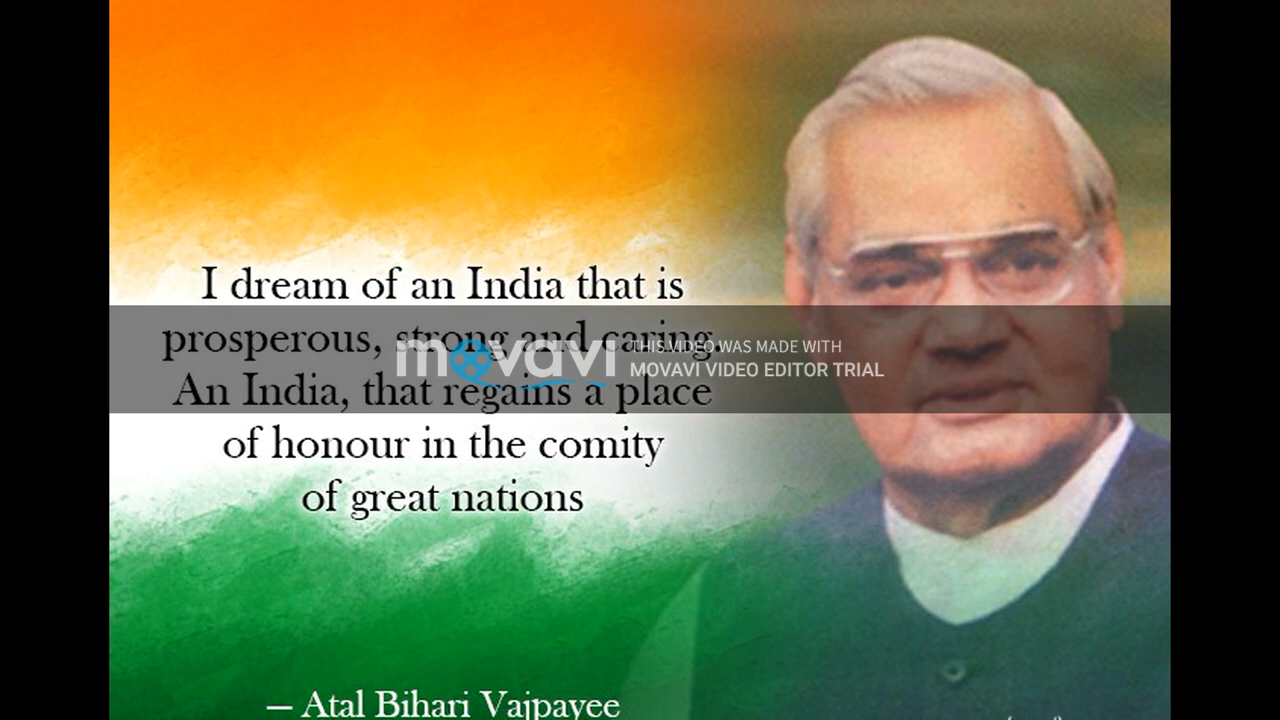 I dream of an India that is
prosperous, strong and caring.
An India, that regains a place
of honour in the comity
of great nations
— Atal Bihari Vajpayee
movavi
THIS VIDEO WAS MADE WITH
MOVAVI VIDEO EDITOR TRIAL